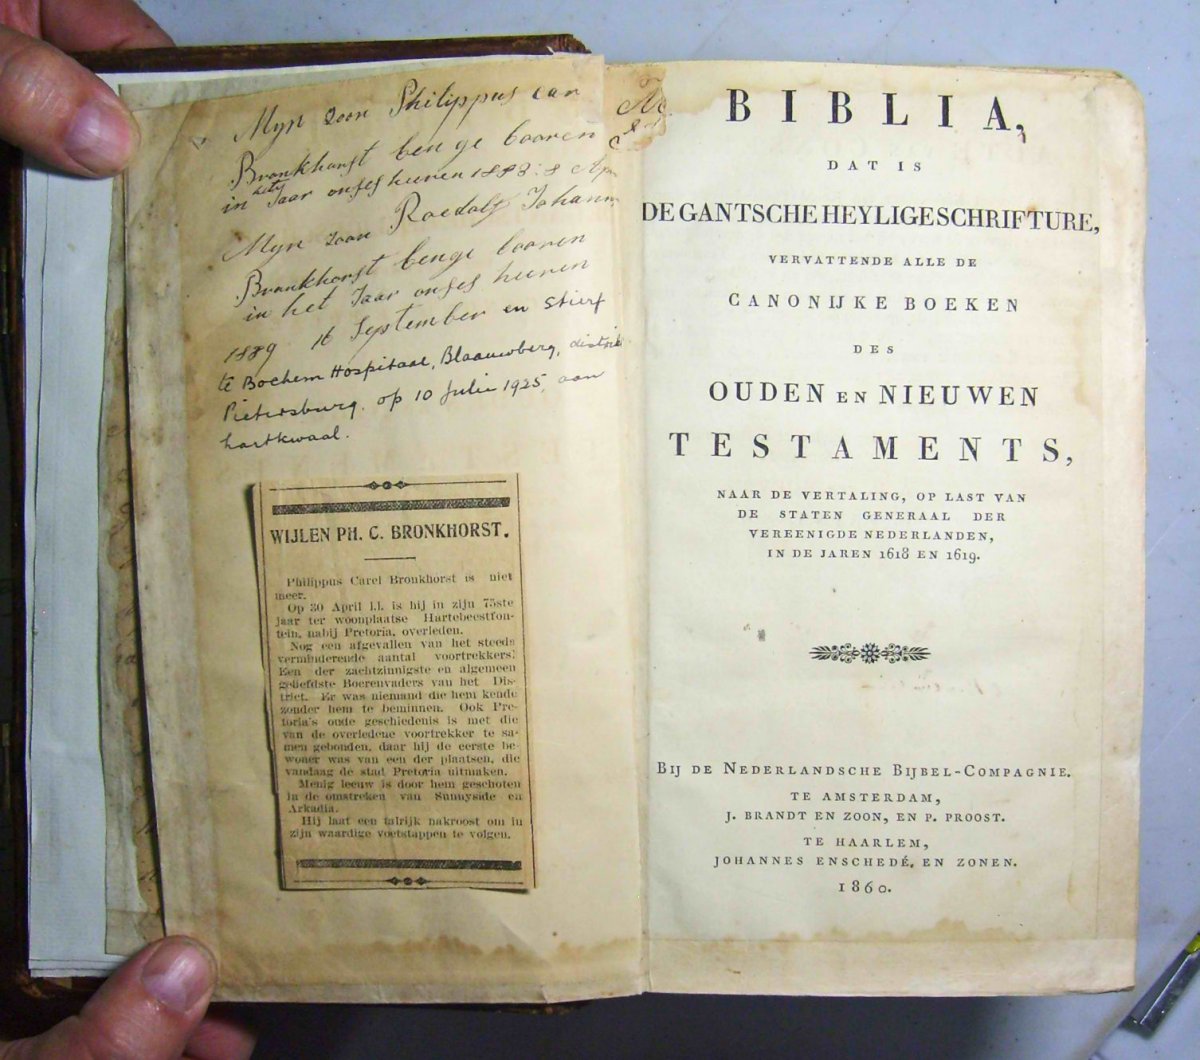 Myn zoon Philippus car
Bronkhorst ben ge booren
in het Jaar onses heeren 1883: 8 Apr
Myn zoon Roedolf Johann
Bronkhorst benge booren
in het Jaar onses heeren
1889 16 September en stierf
te Bochem Hospitaal, Blaauwberg, distrik
Pietersburg. op 10 Julie 1925, aan
hartkwaal.
WIJLEN PH. C. BRONKHORST.
Philippus Carel Bronkhorst is niet
meer.
Op 30 April l.l. is hij in zijn 75ste
jaar ter woonplaatse Hartebeestfon-
tein, nabij Pretoria, overleden.
Nog een afgevallen van het steeds
verminderende aantal voortrekkers!
Een der zachtzinnigste en algemeen
geliefdste Boerenvaders van het Dis-
trict. Er was niemand die hem kende
zonder hem te beminnen. Ook Pre-
toria's oude geschiedenis is met die
van de overledene voortrekker te sa-
men gebonden, daar hij de eerste be-
woner was van een der plaatsen, die
vandaag de stad Pretoria uitmaken.
Menig leeuw is door hem geschoten
in de omstreken van Sunnyside en
Arkadia.
Hij laat een talrijk nakroost om in
zijn waardige voetstappen te volgen.
BIBLIA,
DAT IS
DE GANTSCHE HEYLIGE SCHRIFTURE,
VERVATTENDE ALLE DE
CANONIJKE BOEKEN
DES
OUDEN EN NIEUWEN
TESTAMENTS,
NAAR DE VERTALING, OP LAST VAN
DE STATEN GENERAAL DER
VEREENIGDE NEDERLANDEN,
IN DE JAREN 1618 EN 1619.
BIJ DE NEDERLANDSCHE BIJBEL-COMPAGNIE.
TE AMSTERDAM,
J. BRANDT EN ZOON, EN P. PROOST.
TE HAARLEM,
JOHANNES ENSCHEDÉ, EN ZONEN.
1860.